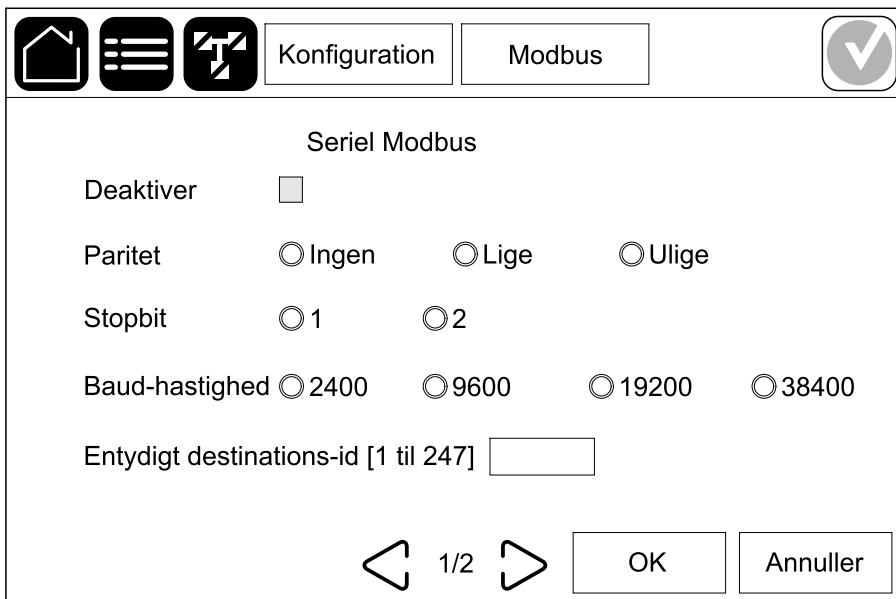 Konfiguration Modbus
Seriel Modbus
Deaktiver
Paritet Ingen Lige Ulige
Stopbit 1 2
Baud-hastighed 2400 9600 19200 38400
Entydigt destinations-id [1 til 247]
1/2 OK Annuller